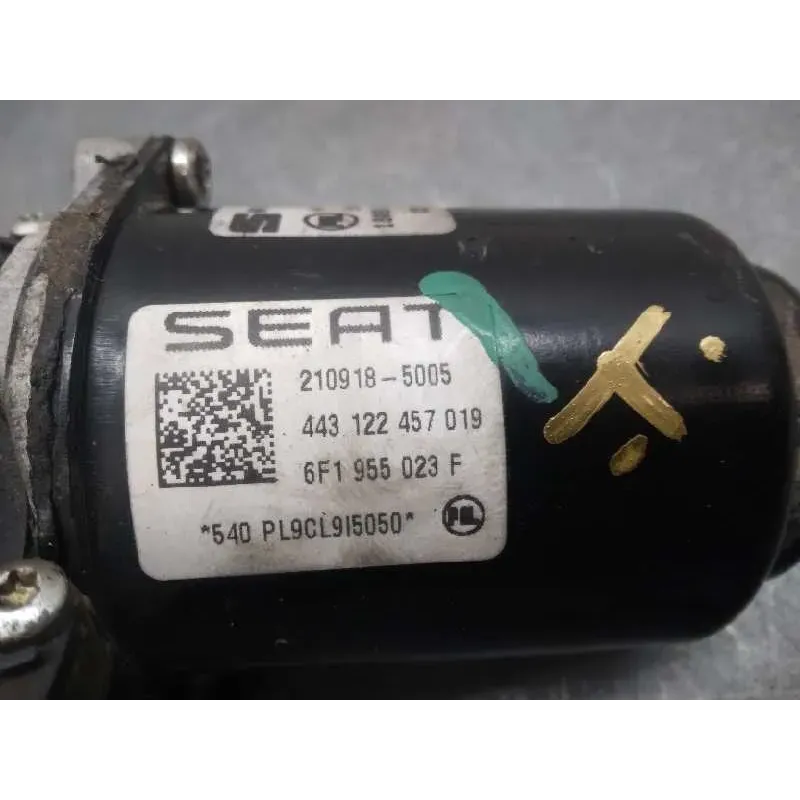 SEAT
210918-5005
443 122 457 019
6F1 955 023 F
*540 PL9CL9I5050*